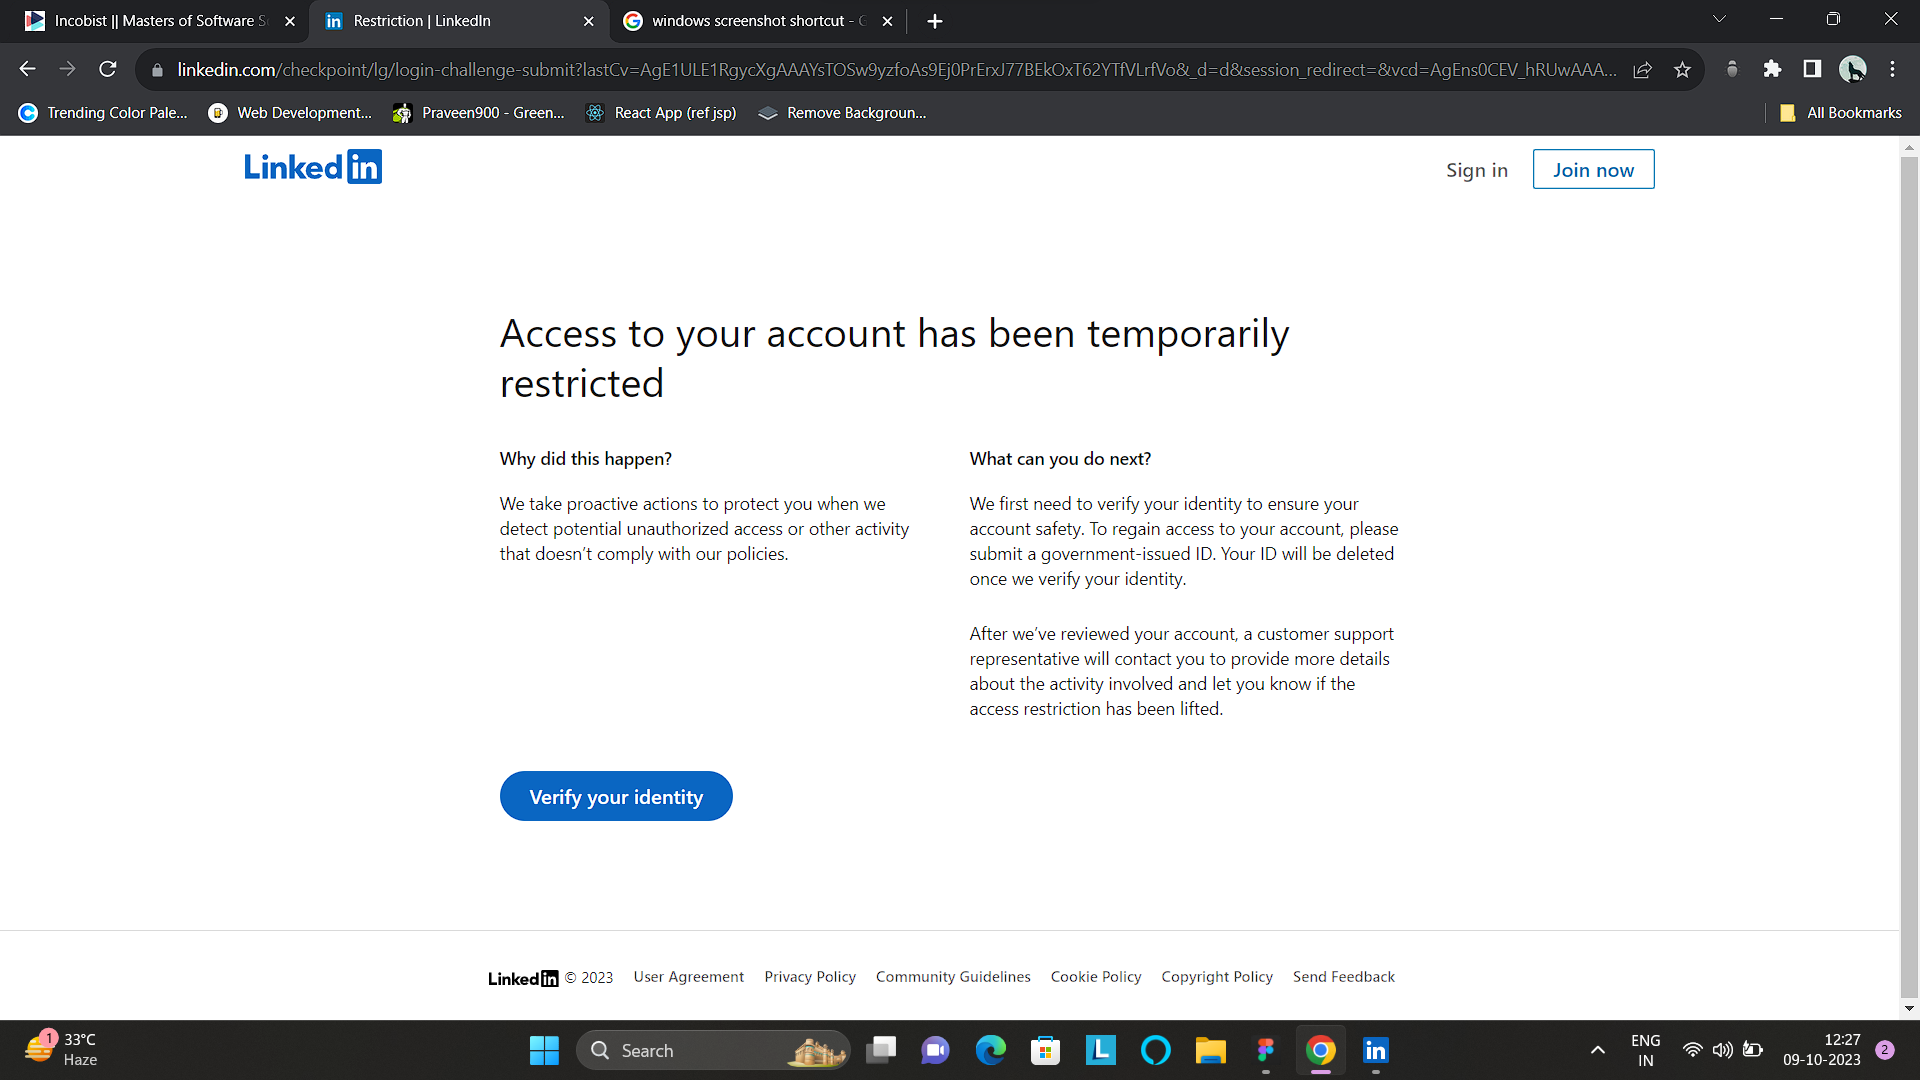 Incobist || Masters of Software S
Restriction | LinkedIn
windows screenshot shortcut - G
linkedin.com/checkpoint/lg/login-challenge-submit?lastCv=AgE1ULE1RgycXgAAAYsTOSw9yzfoAs9Ej0PrErxJ77BEkOxT62YTfVLrfVo&_d=d&session_redirect=&vcd=AgEns0CEV_hRUwAAA...
Trending Color Pale...
Web Development...
Praveen900 - Green...
React App (ref jsp)
Remove Backgroun...
All Bookmarks
Linked in
Sign in
Join now
Access to your account has been temporarily
restricted
Why did this happen?
We take proactive actions to protect you when we
detect potential unauthorized access or other activity
that doesn’t comply with our policies.
What can you do next?
We first need to verify your identity to ensure your
account safety. To regain access to your account, please
submit a government-issued ID. Your ID will be deleted
once we verify your identity.
After we’ve reviewed your account, a customer support
representative will contact you to provide more details
about the activity involved and let you know if the
access restriction has been lifted.
Verify your identity
Linked in © 2023 User Agreement Privacy Policy Community Guidelines Cookie Policy Copyright Policy Send Feedback
1
33°C
Haze
Search
ENG
IN
12:27
09-10-2023
2